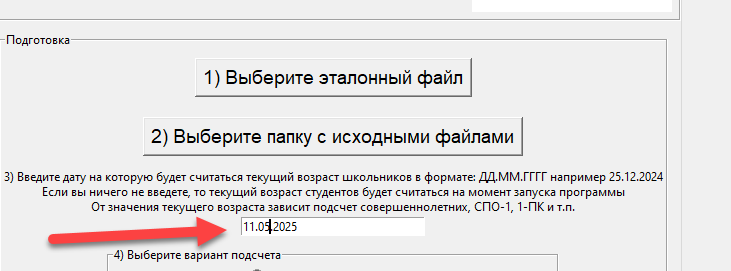 Подготовка
1) Выберите эталонный файл
2) Выберите папку с исходными файлами
3) Введите дату на которую будет считаться текущий возраст школьников в формате: ДД.ММ.ГГГГ например 25.12.2024
Если вы ничего не введете, то текущий возраст студентов будет считаться на момент запуска программы
От значения текущего возраста зависит подсчет совершеннолетних, СПО-1, 1-ПК и т.п.
11.05.2025
4) Выберите вариант подсчета